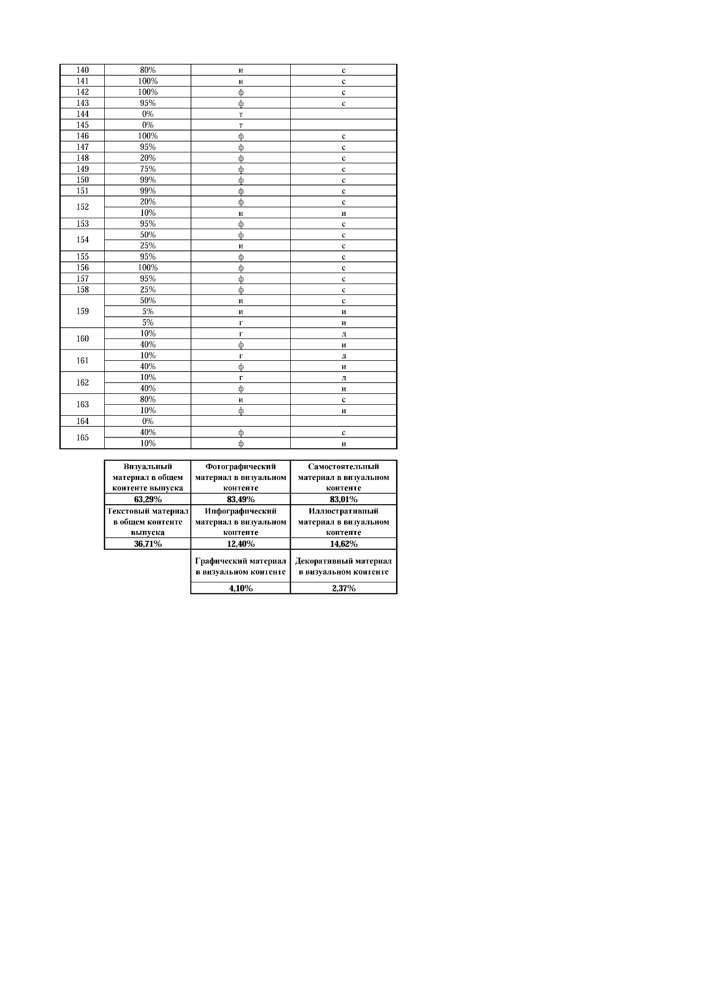 140 80% и с
141 100% и с
142 100% ф с
143 95% ф с
144 0% т
145 0% т
146 100% ф с
147 95% ф с
148 20% ф с
149 75% ф с
150 99% ф с
151 99% ф с
152 20% ф с
10% и и
153 95% ф с
154 50% ф с
25% и с
155 95% ф с
156 100% ф с
157 95% ф с
158 25% ф с
159 50% и с
5% и и
5% г и
160 10% г д
40% ф и
161 10% г д
40% ф и
162 10% г д
40% ф и
163 80% и с
10% ф и
164 0%
165 40% ф с
10% ф и
Визуальный Фотографический Самостоятельный
материал в общем материал в визуальном материал в визуальном
контенте выпуска контенте контенте
63,29% 83,49% 83,01%
Текстовый материал Инфографический Иллюстративный
в общем контенте материал в визуальном материал в визуальном
выпуска контенте контенте
36,71% 12,40% 14,62%
Графический материал Декоративный материал
в визуальном контенте в визуальном контенте
4,10% 2,37%